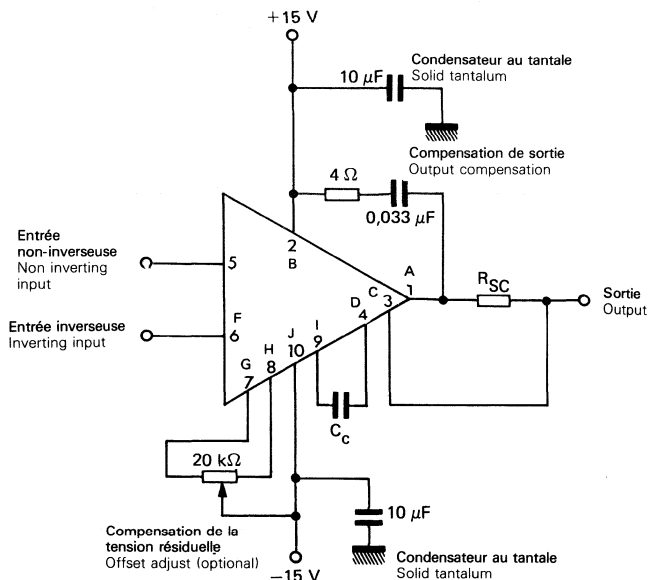 +15 V
10 µF
Condensateur au tantale
Solid tantalum
Compensation de sortie
Output compensation
4 Ω
0,033 µF
Entrée
non-inverseuse
Non inverting
input
5
2
B
A
1
RSC
Sortie
Output
C
3
D
4
Entrée inverseuse
Inverting input
F
6
I
9
J
10
H
8
G
7
Cc
20 kΩ
10 µF
Compensation de la
tension résiduelle
Offset adjust (optional)
Condensateur au tantale
Solid tantalum
−15 V